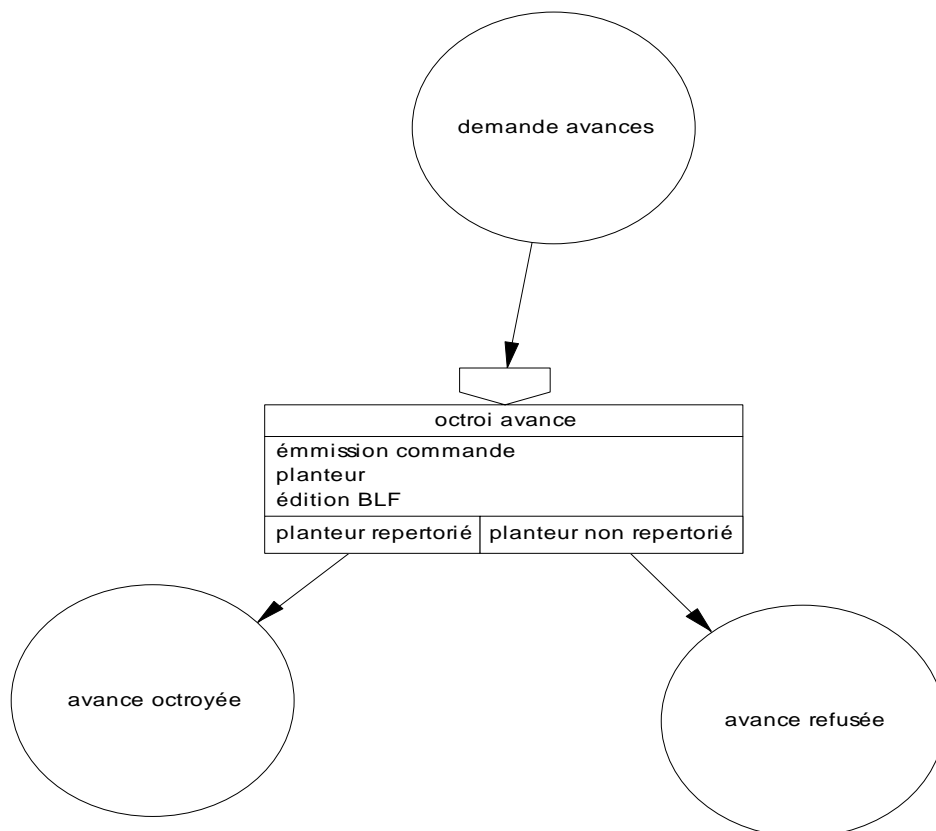 demande avances
octroi avance
émmission commande
planteur
édition BLF
planteur repertorié
planteur non repertorié
avance octroyée
avance refusée